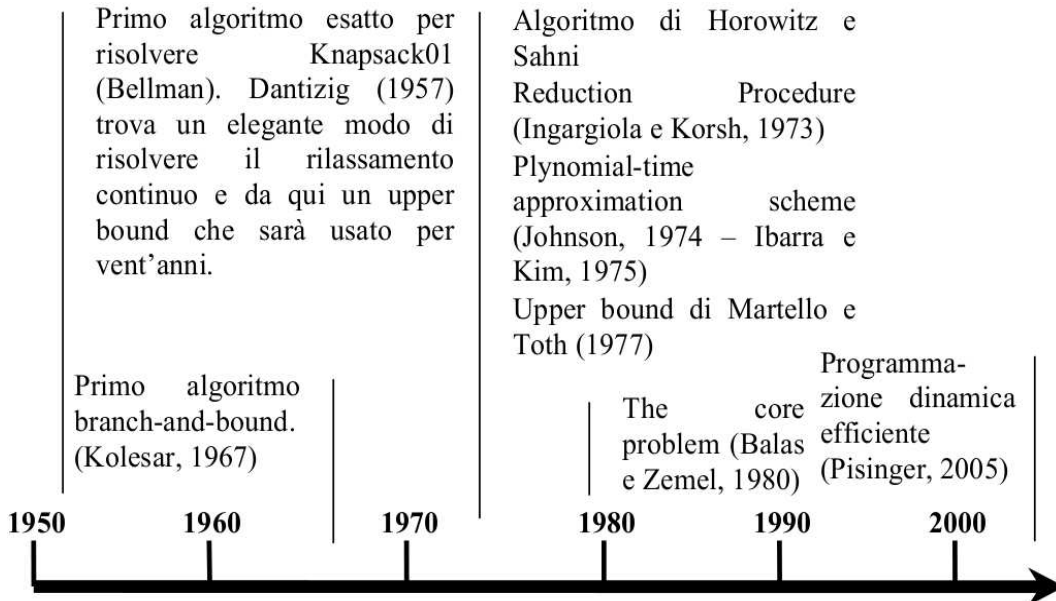 Primo algoritmo esatto per
risolvere Knapsack01
(Bellman). Dantizig (1957)
trova un elegante modo di
risolvere il rilassamento
continuo e da qui un upper
bound che sarà usato per
vent'anni.
Algoritmo di Horowitz e
Sahni
Reduction Procedure
(Ingargiola e Korsh, 1973)
Plynomial-time
approximation scheme
(Johnson, 1974 – Ibarra e
Kim, 1975)
Upper bound di Martello e
Toth (1977)
Primo algoritmo
branch-and-bound.
(Kolesar, 1967)
The core
problem (Balas
e Zemel, 1980)
Programma-
zione dinamica
efficiente
(Pisinger, 2005)
1950 1960 1970 1980 1990 2000